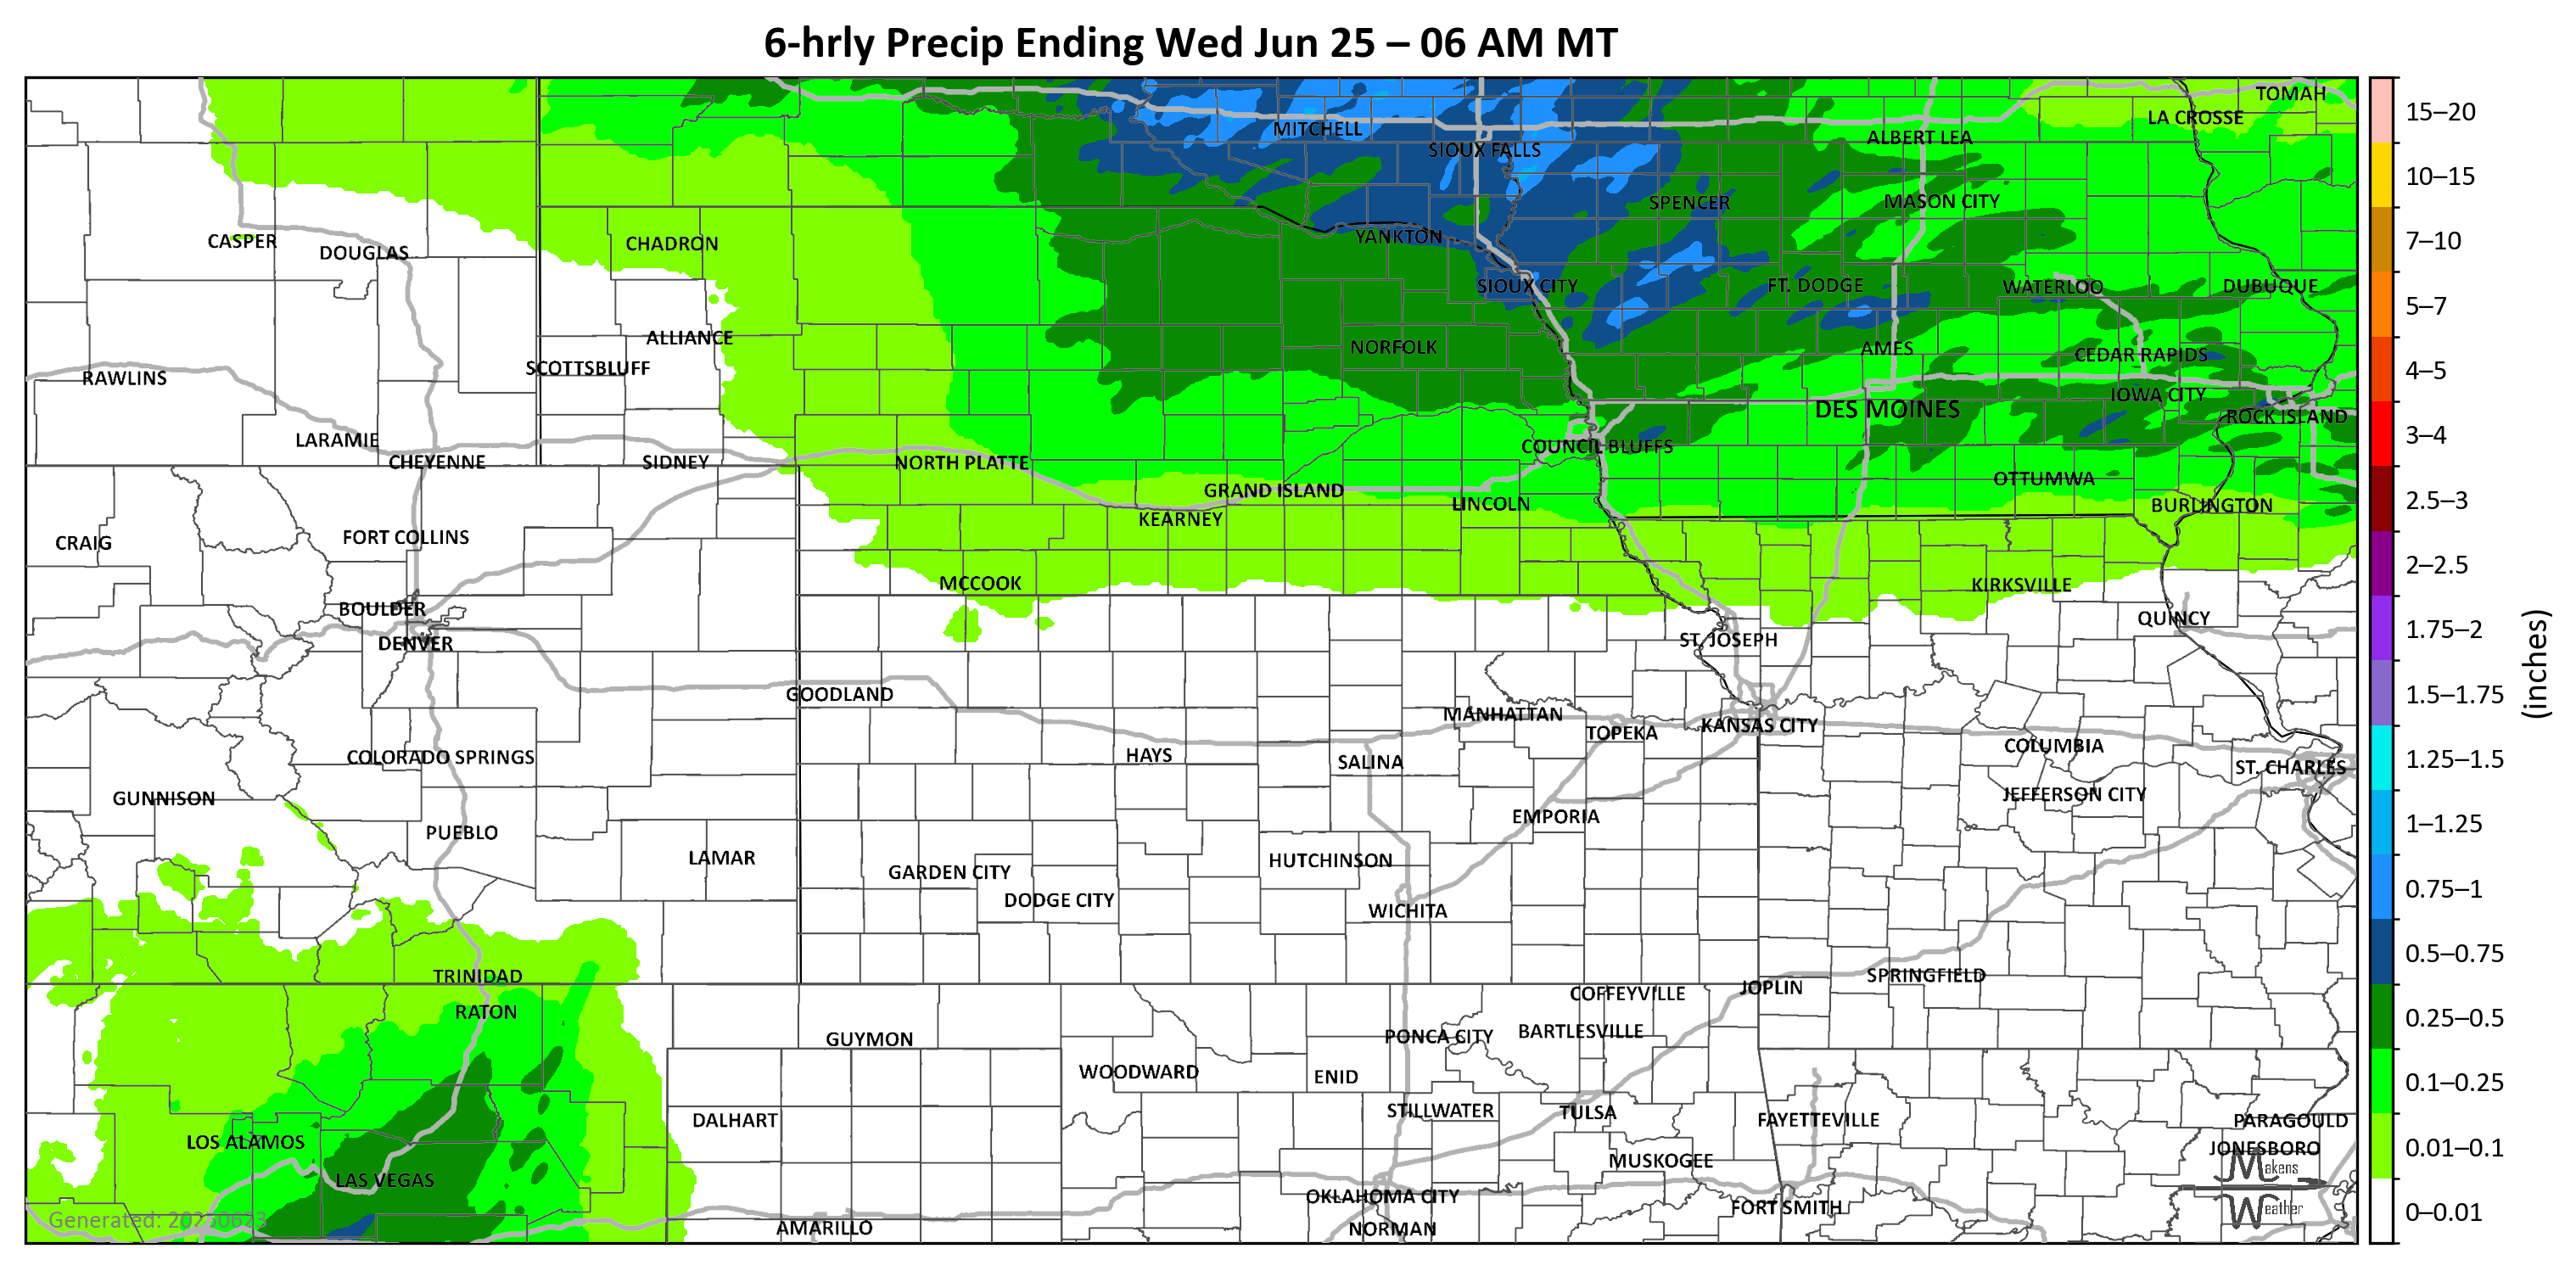 6-hrly Precip Ending Wed Jun 25 – 06 AM MT
TOMAH
LA CROSSE
MITCHELL
ALBERT LEA
SIOUX FALLS
SPENCER
MASON CITY
CASPER
DOUGLAS
CHADRON
YANKTON
SIOUX CITY
FT. DODGE
WATERLOO
DUBUQUE
ALLIANCE
NORFOLK
AMES
CEDAR RAPIDS
SCOTTSBLUFF
RAWLINS
IOWA CITY
DES MOINES
ROCK ISLAND
LARAMIE
COUNCIL BLUFFS
CHEYENNE
SIDNEY
NORTH PLATTE
OTTUMWA
GRAND ISLAND
LINCOLN
BURLINGTON
KEARNEY
CRAIG
FORT COLLINS
MCCOOK
KIRKSVILLE
BOULDER
QUINCY
DENVER
ST. JOSEPH
GOODLAND
MANHATTAN
TOPEKA
KANSAS CITY
COLUMBIA
COLORADO SPRINGS
HAYS
SALINA
ST. CHARLES
GUNNISON
JEFFERSON CITY
EMPORIA
PUEBLO
LAMAR
HUTCHINSON
GARDEN CITY
DODGE CITY
WICHITA
TRINIDAD
SPRINGFIELD
JOPLIN
COFFEYVILLE
RATON
GUYMON
PONCA CITY
BARTLESVILLE
WOODWARD
ENID
DALHART
STILLWATER
TULSA
FAYETTEVILLE
PARAGOULD
LOS ALAMOS
JONESBORO
MUSKOGEE
LAS VEGAS
OKLAHOMA CITY
FORT SMITH
AMARILLO
NORMAN
Makens
Weather
Generated: 20250623
15–20
10–15
7–10
5–7
4–5
3–4
2.5–3
2–2.5
1.75–2
1.5–1.75
1.25–1.5
1–1.25
0.75–1
0.5–0.75
0.25–0.5
0.1–0.25
0.01–0.1
0–0.01
(inches)